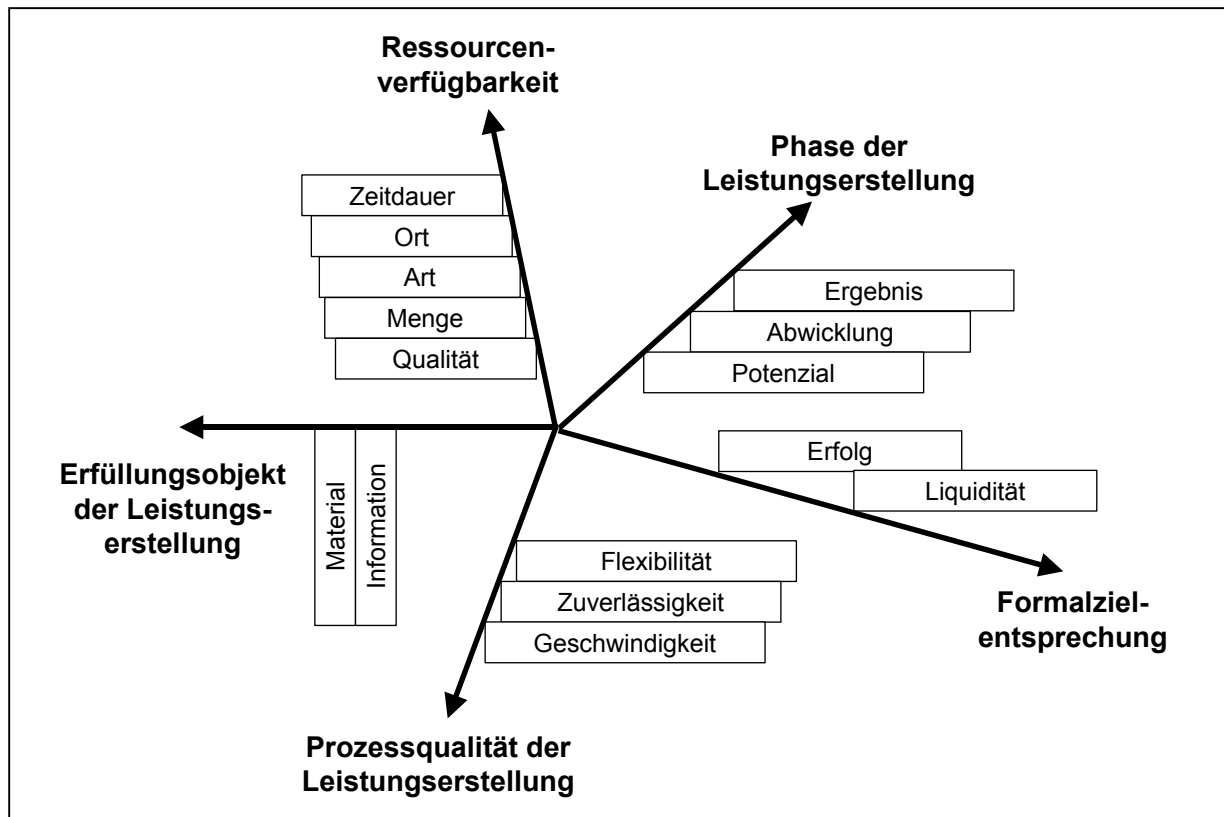 Ressourcen-
verfügbarkeit
Zeitdauer
Ort
Art
Menge
Qualität
Phase der
Leistungserstellung
Ergebnis
Abwicklung
Potenzial
Erfolg
Liquidität
Formalziel-
entsprechung
Erfüllungsobjekt
der Leistungs-
erstellung
Material
Information
Flexibilität
Zuverlässigkeit
Geschwindigkeit
Prozessqualität der
Leistungserstellung